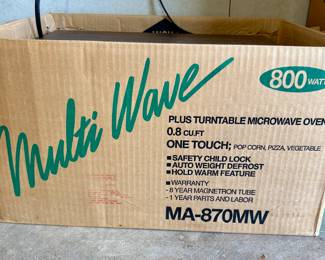 800 WATT
Multi Wave
PLUS TURNTABLE MICROWAVE OVEN
0.8 CU.FT
ONE TOUCH; POP CORN, PIZZA, VEGETABLE
■ SAFETY CHILD LOCK
■ AUTO WEIGHT DEFROST
■ HOLD WARM FEATURE
■ WARRANTY
- 8 YEAR MAGNETRON TUBE
- 1 YEAR PARTS AND LABOR
MA-870MW